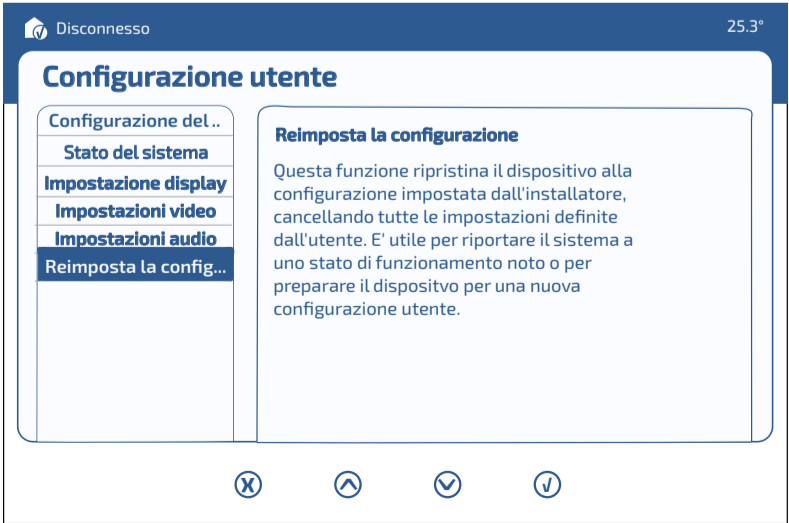 Disconnesso
25.3°
Configurazione utente
Configurazione del ..
Stato del sistema
Impostazione display
Impostazioni video
Impostazioni audio
Reimposta la config...
Reimposta la configurazione
Questa funzione ripristina il dispositivo alla
configurazione impostata dall'installatore,
cancellando tutte le impostazioni definite
dall'utente. E' utile per riportare il sistema a
uno stato di funzionamento noto o per
preparare il dispositvo per una nuova
configurazione utente.